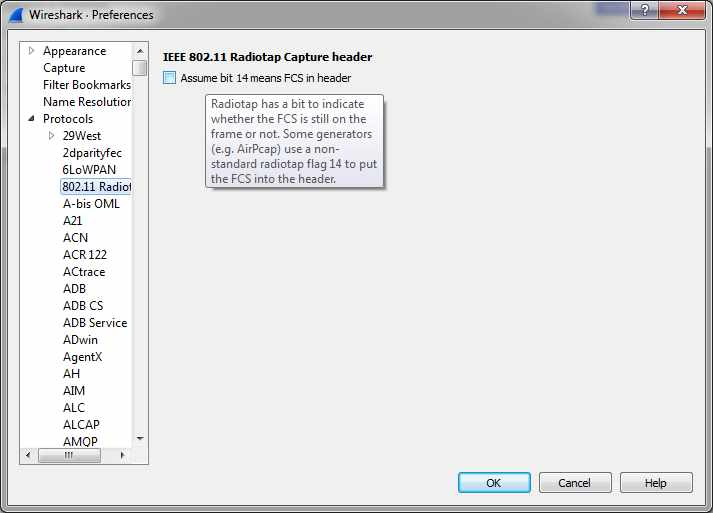 Wireshark · Preferences
Appearance
Capture
Filter Bookmarks
Name Resolution
Protocols
29West
2dparityfec
6LoWPAN
802.11 Radiot
A-bis OML
A21
ACN
ACR 122
ACtrace
ADB
ADB CS
ADB Service
ADwin
AgentX
AH
AIM
ALC
ALCAP
AMQP
IEEE 802.11 Radiotap Capture header
Assume bit 14 means FCS in header
Radiotap has a bit to indicate
whether the FCS is still on the
frame or not. Some generators
(e.g. AirPcap) use a non-
standard radiotap flag 14 to put
the FCS into the header.
OK
Cancel
Help